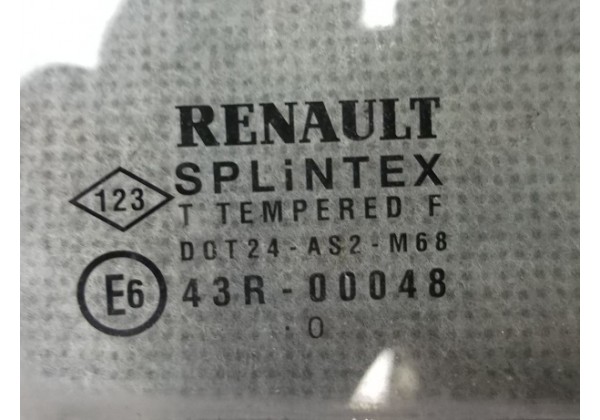 RENAULT
SPLiNTEX
123
T TEMPERED F
DOT24-AS2-M68
E6
43R-00048
.0